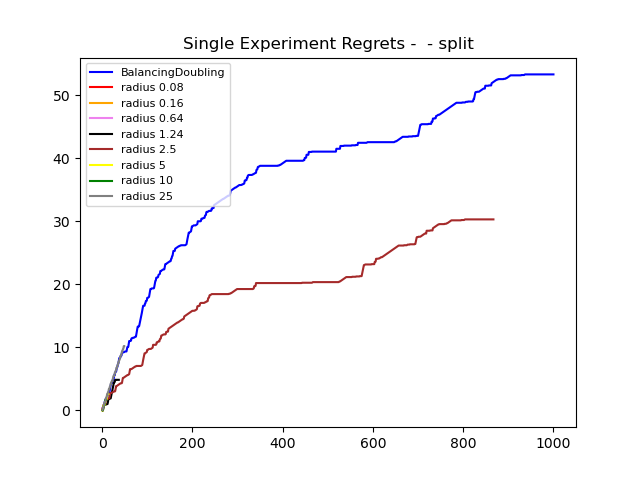 Single Experiment Regrets -  - split
BalancingDoubling
radius 0.08
radius 0.16
radius 0.64
radius 1.24
radius 2.5
radius 5
radius 10
radius 25
50
40
30
20
10
0
0 200 400 600 800 1000